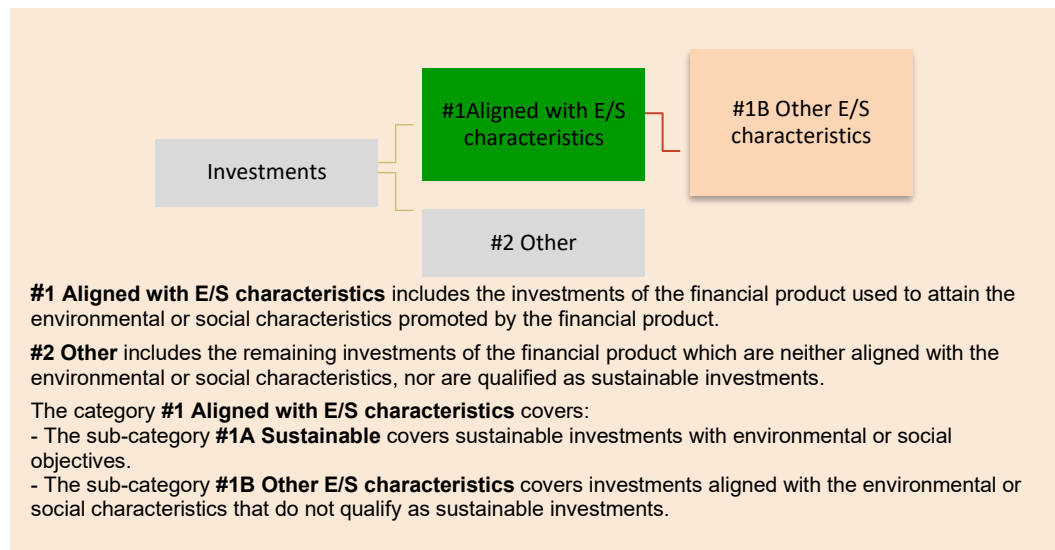 #1Aligned with E/S
characteristics
#1B Other E/S
characteristics
Investments
#2 Other
#1 Aligned with E/S characteristics includes the investments of the financial product used to attain the
environmental or social characteristics promoted by the financial product.
#2 Other includes the remaining investments of the financial product which are neither aligned with the
environmental or social characteristics, nor are qualified as sustainable investments.
The category #1 Aligned with E/S characteristics covers:
- The sub-category #1A Sustainable covers sustainable investments with environmental or social
objectives.
- The sub-category #1B Other E/S characteristics covers investments aligned with the environmental or
social characteristics that do not qualify as sustainable investments.